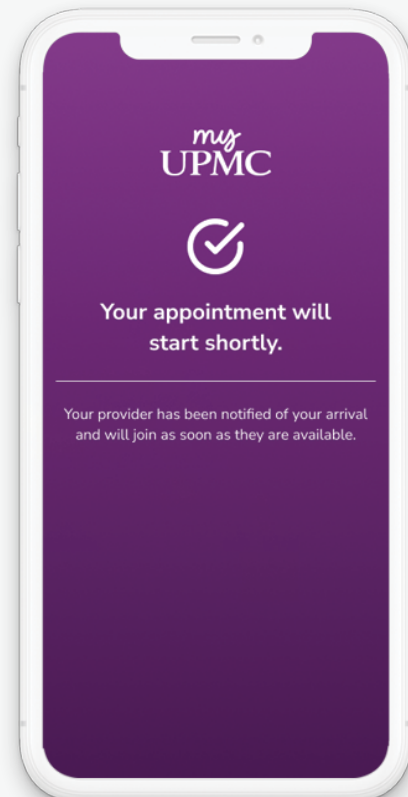 my
UPMC
Your appointment will
start shortly.
Your provider has been notified of your arrival
and will join as soon as they are available.